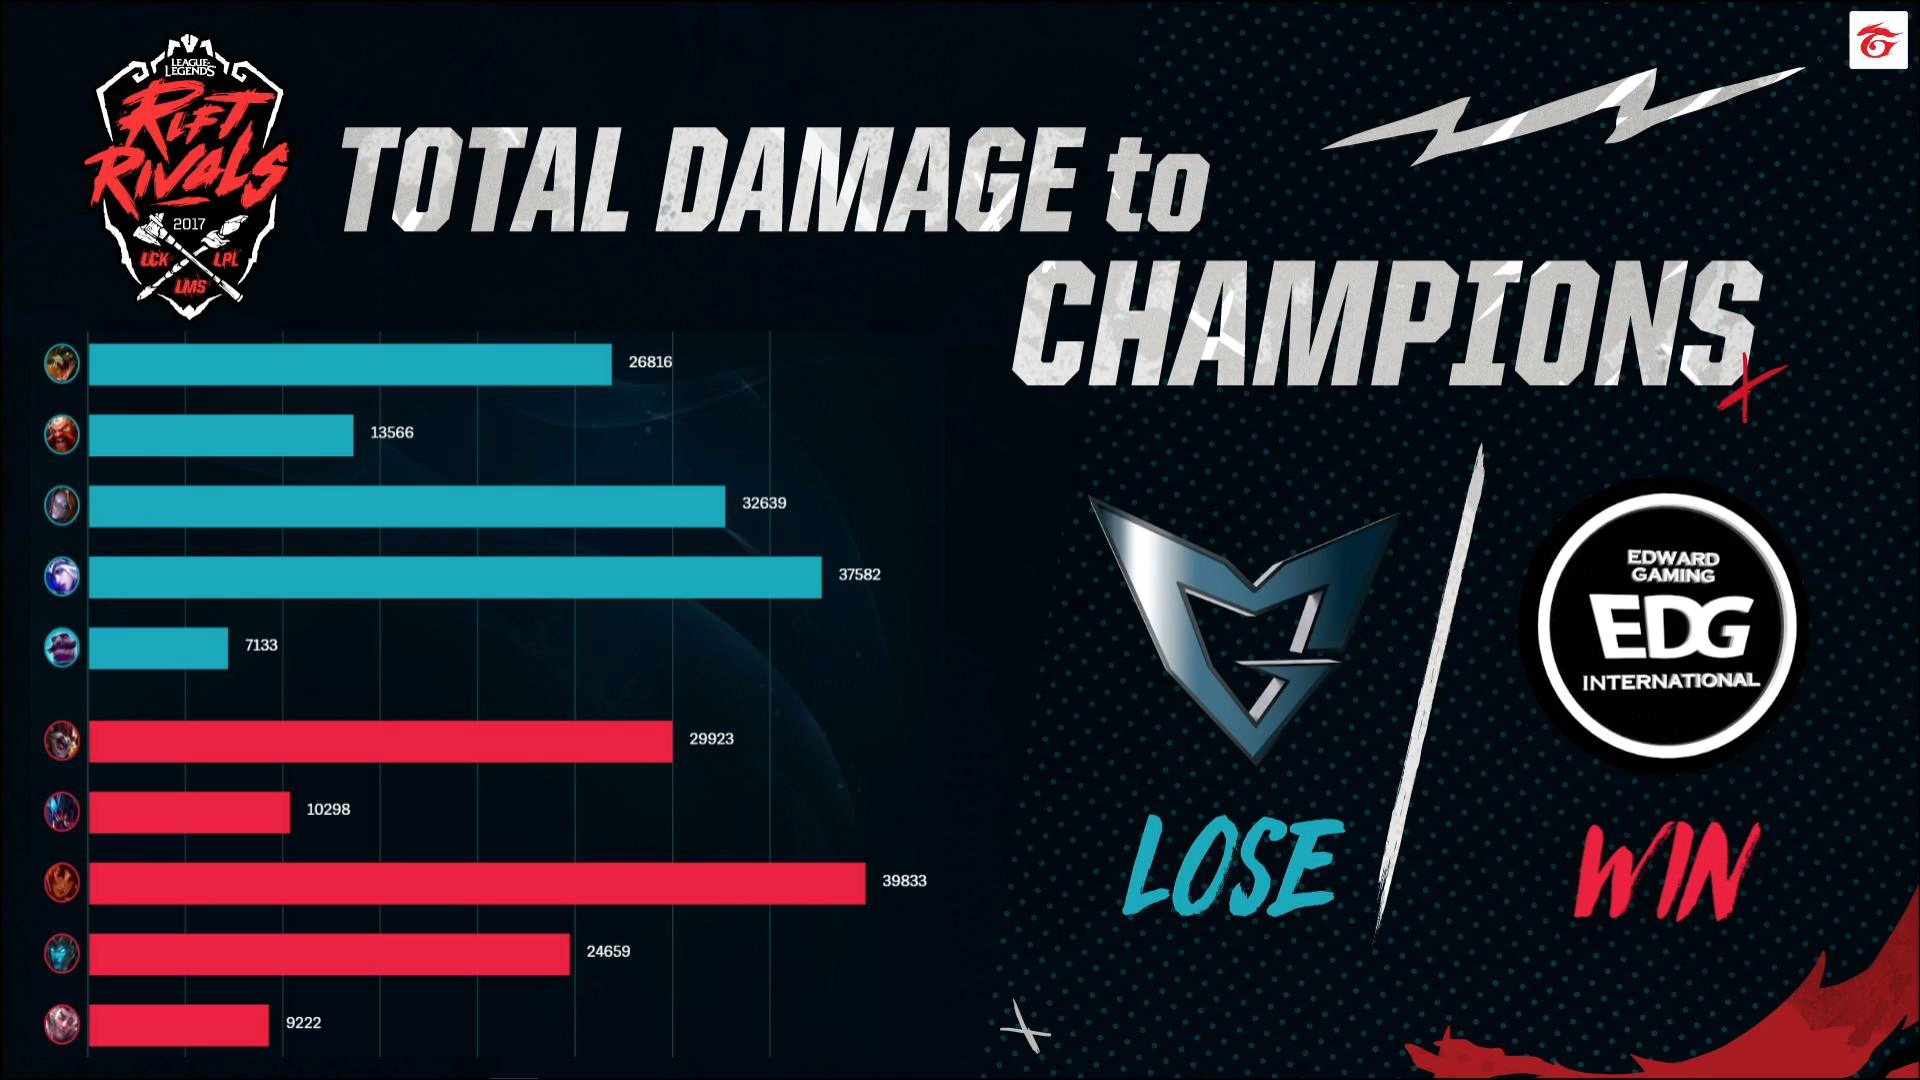 LEAGUE OF
LEGENDS
RIFT
RIVALS
2017
LCK LPL
LMS
TOTAL DAMAGE to
CHAMPIONS
26816
13566
32639
37582
7133
29923
10298
39833
24659
9222
EDWARD
GAMING
EDG
INTERNATIONAL
LOSE
WIN